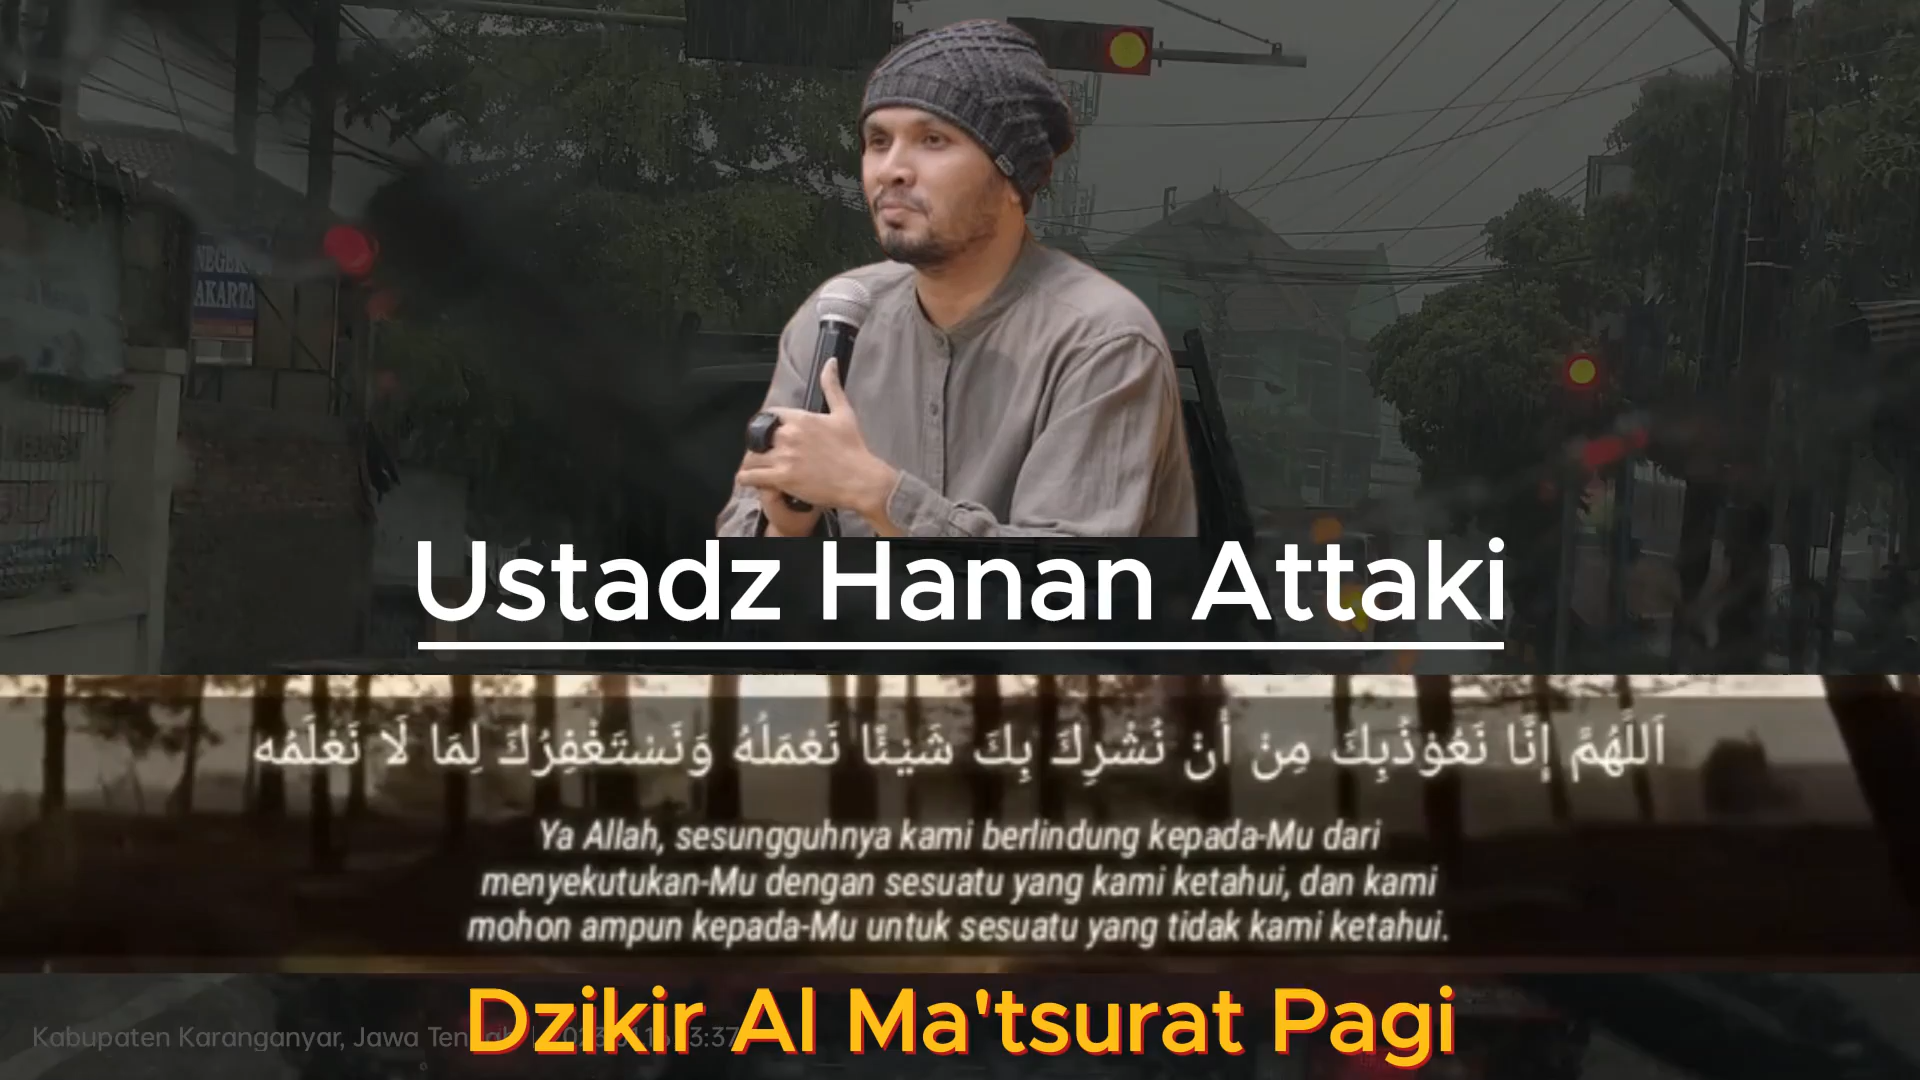 NEGER
AKARTA
Ustadz Hanan Attaki
اَللَّهُمَّ إِنَّا نَعُوْذُبِكَ مِنْ أَنْ نُشْرِكَ بِكَ شَيْئًا نَعْمَلُهُ وَنَسْتَغْفِرُكَ لِمَا لَا نَعْلَمُه
Ya Allah, sesungguhnya kami berlindung kepada-Mu dari
menyekutukan-Mu dengan sesuatu yang kami ketahui, dan kami
mohon ampun kepada-Mu untuk sesuatu yang tidak kami ketahui.
Dzikir Al Ma'tsurat Pagi
Kabupaten Karanganyar, Jawa